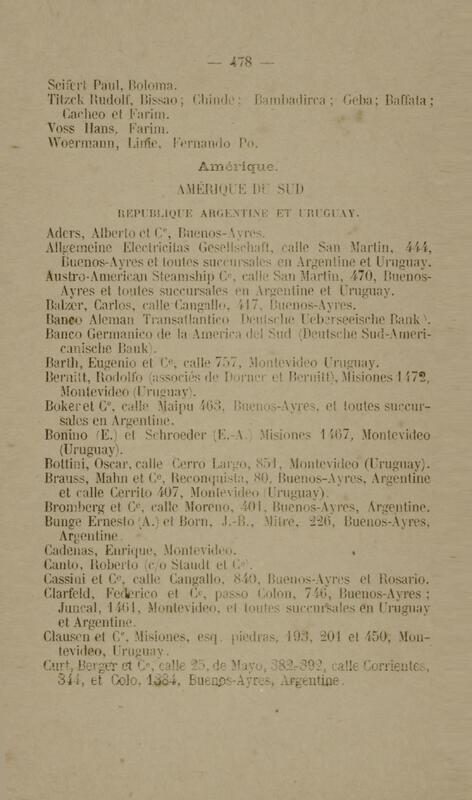 — 478 —
Seifert Paul, Boloma.
Titzck Rudolf, Bissao; Chinde; Bambadirca; Geba; Baffata;
Cacheo et Farim.
Voss Hans, Farim.
Woermann, Linie, Fernando Po.
Amérique.
AMÉRIQUE DU SUD
REPUBLIQUE ARGENTINE ET URUGUAY.
Aders, Alberto et Cᵉ, Buenos-Ayres.
Allgemeine Electricitas Gesellschaft, calle San Martin, 444,
Buenos-Ayres et toutes succursales en Argentine et Uruguay.
Austro-American Steamship Cᵉ, calle San Martin, 470, Buenos-
Ayres et toutes succursales en Argentine et Uruguay.
Balzer, Carlos, calle Cangallo, 417, Buenos-Ayres.
Banco Aleman Transatlantico Deutsche Ueberseeische Bank).
Banco Germanico de la America del Sud (Deutsche Sud-Ameri-
canische Bank).
Barth, Eugenio et Cᵉ, calle 757, Montevideo Uruguay.
Bernitt, Rodolfo (associés de Dorner et Bernitt), Misiones 1472,
Montevideo (Uruguay).
Boker et Cᵉ, calle Maipu 463, Buenos-Ayres, et toutes succur-
sales en Argentine.
Bonino (E.) et Schroeder (E.-A.) Misiones 1467, Montevideo
(Uruguay).
Bottini, Oscar, calle Cerro Largo, 851, Montevideo (Uruguay).
Brauss, Mahn et Cᵉ, Reconquista, 80, Buenos-Ayres, Argentine
et calle Cerrito 407, Montevideo (Uruguay).
Bromberg et Cᵉ, calle Moreno, 401, Buenos-Ayres, Argentine.
Bunge Ernesto (A.) et Born, J.-B., Mitre, 226, Buenos-Ayres,
Argentine.
Cadenas, Enrique, Montevideo.
Canto, Roberto (c/o Staudt et Cᵉ).
Cassini et Cᵉ, calle Cangallo, 840, Buenos-Ayres et Rosario.
Clarfeld, Federico et Cᵉ, passo Colon, 746, Buenos-Ayres;
Juncal, 1461, Montevideo, et toutes succursales en Uruguay
et Argentine.
Clausen et Cᵉ, Misiones, esq. piedras, 193, 201 et 450, Mon-
tevideo, Uruguay.
Curt, Berger et Cᵉ, calle 25, de Mayo, 382-392, calle Corrientes,
344, et Colo, 1384, Buenos-Ayres, Argentine.